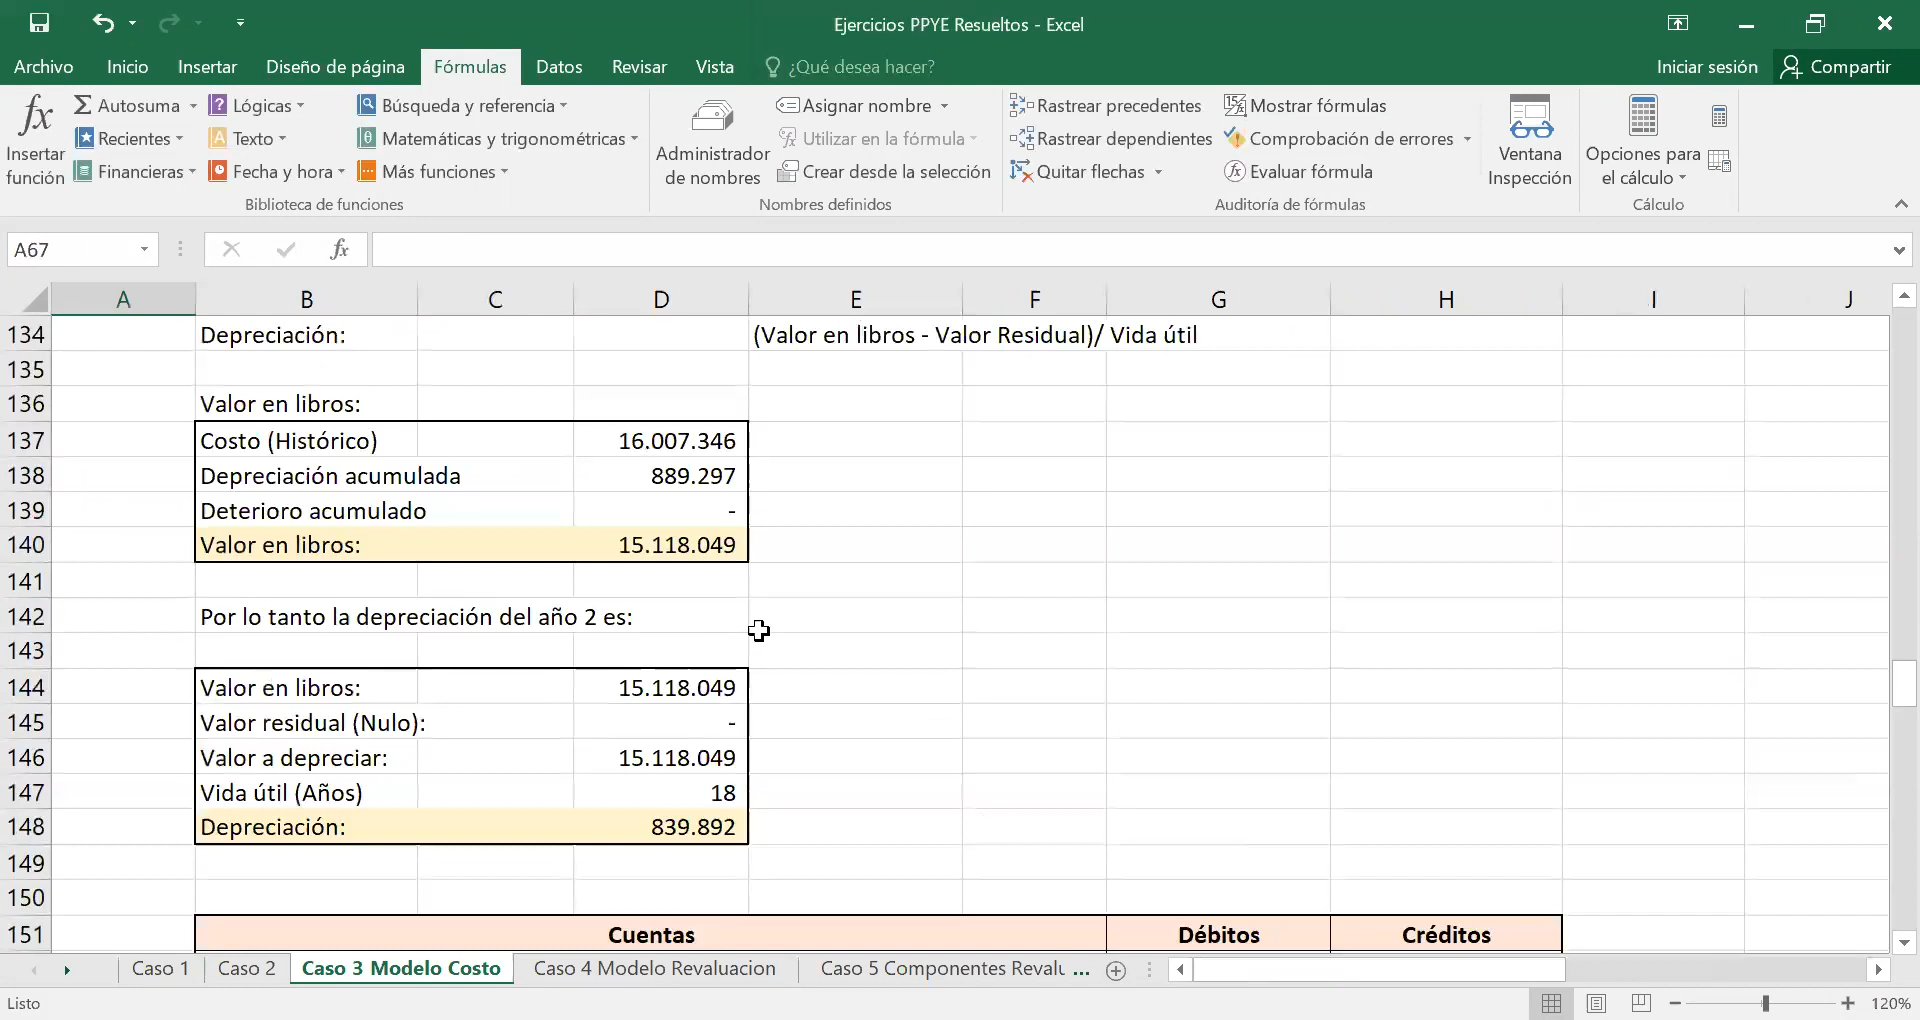 Ejercicios PPYE Resueltos - Excel
Archivo Inicio Insertar Diseño de página Fórmulas Datos Revisar Vista ¿Qué desea hacer? Iniciar sesión Compartir
fx Σ Autosuma ? Lógicas Búsqueda y referencia Asignar nombre Rastrear precedentes Mostrar fórmulas
Recientes A Texto θ Matemáticas y trigonométricas Utilizar en la fórmula Rastrear dependientes Comprobación de errores
Insertar función Administrador de nombres Ventana Inspección Opciones para el cálculo
Financieras Fecha y hora Más funciones Crear desde la selección Quitar flechas fx Evaluar fórmula
Biblioteca de funciones Nombres definidos Auditoría de fórmulas Cálculo
A67 fx
A B C D E F G H I J
134 Depreciación: (Valor en libros - Valor Residual)/ Vida útil
135
136 Valor en libros:
137 Costo (Histórico) 16.007.346
138 Depreciación acumulada 889.297
139 Deterioro acumulado -
140 Valor en libros: 15.118.049
141
142 Por lo tanto la depreciación del año 2 es:
143
144 Valor en libros: 15.118.049
145 Valor residual (Nulo): -
146 Valor a depreciar: 15.118.049
147 Vida útil (Años) 18
148 Depreciación: 839.892
149
150
151 Cuentas Débitos Créditos
Caso 1 Caso 2 Caso 3 Modelo Costo Caso 4 Modelo Revaluacion Caso 5 Componentes Revalu ...
Listo 120%